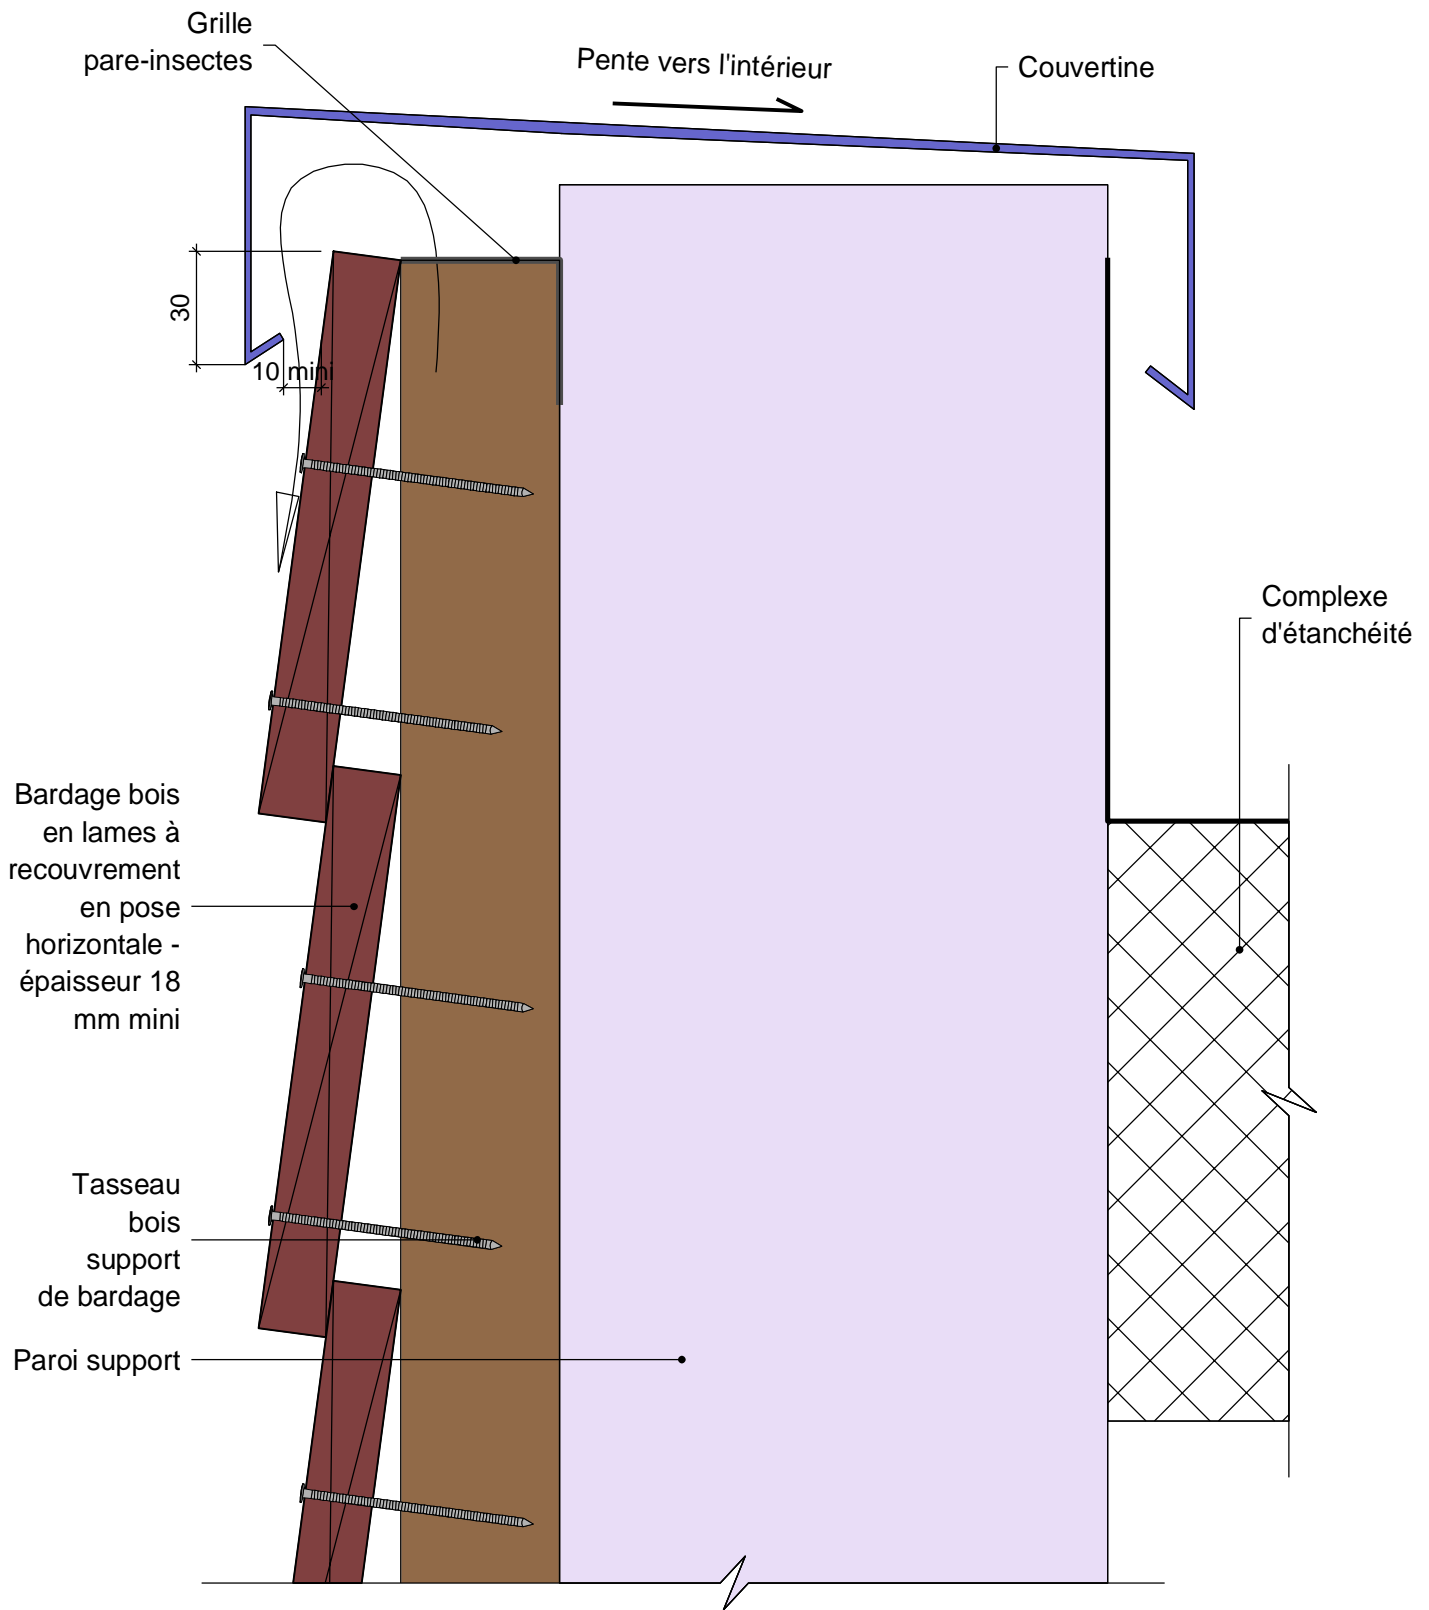 Grille
pare-insectes
Pente vers l'intérieur
Couvertine
30
10 mini
Complexe
d'étanchéité
Bardage bois
en lames à
recouvrement
en pose
horizontale -
épaisseur 18
mm mini
Tasseau
bois
support
de bardage
Paroi support